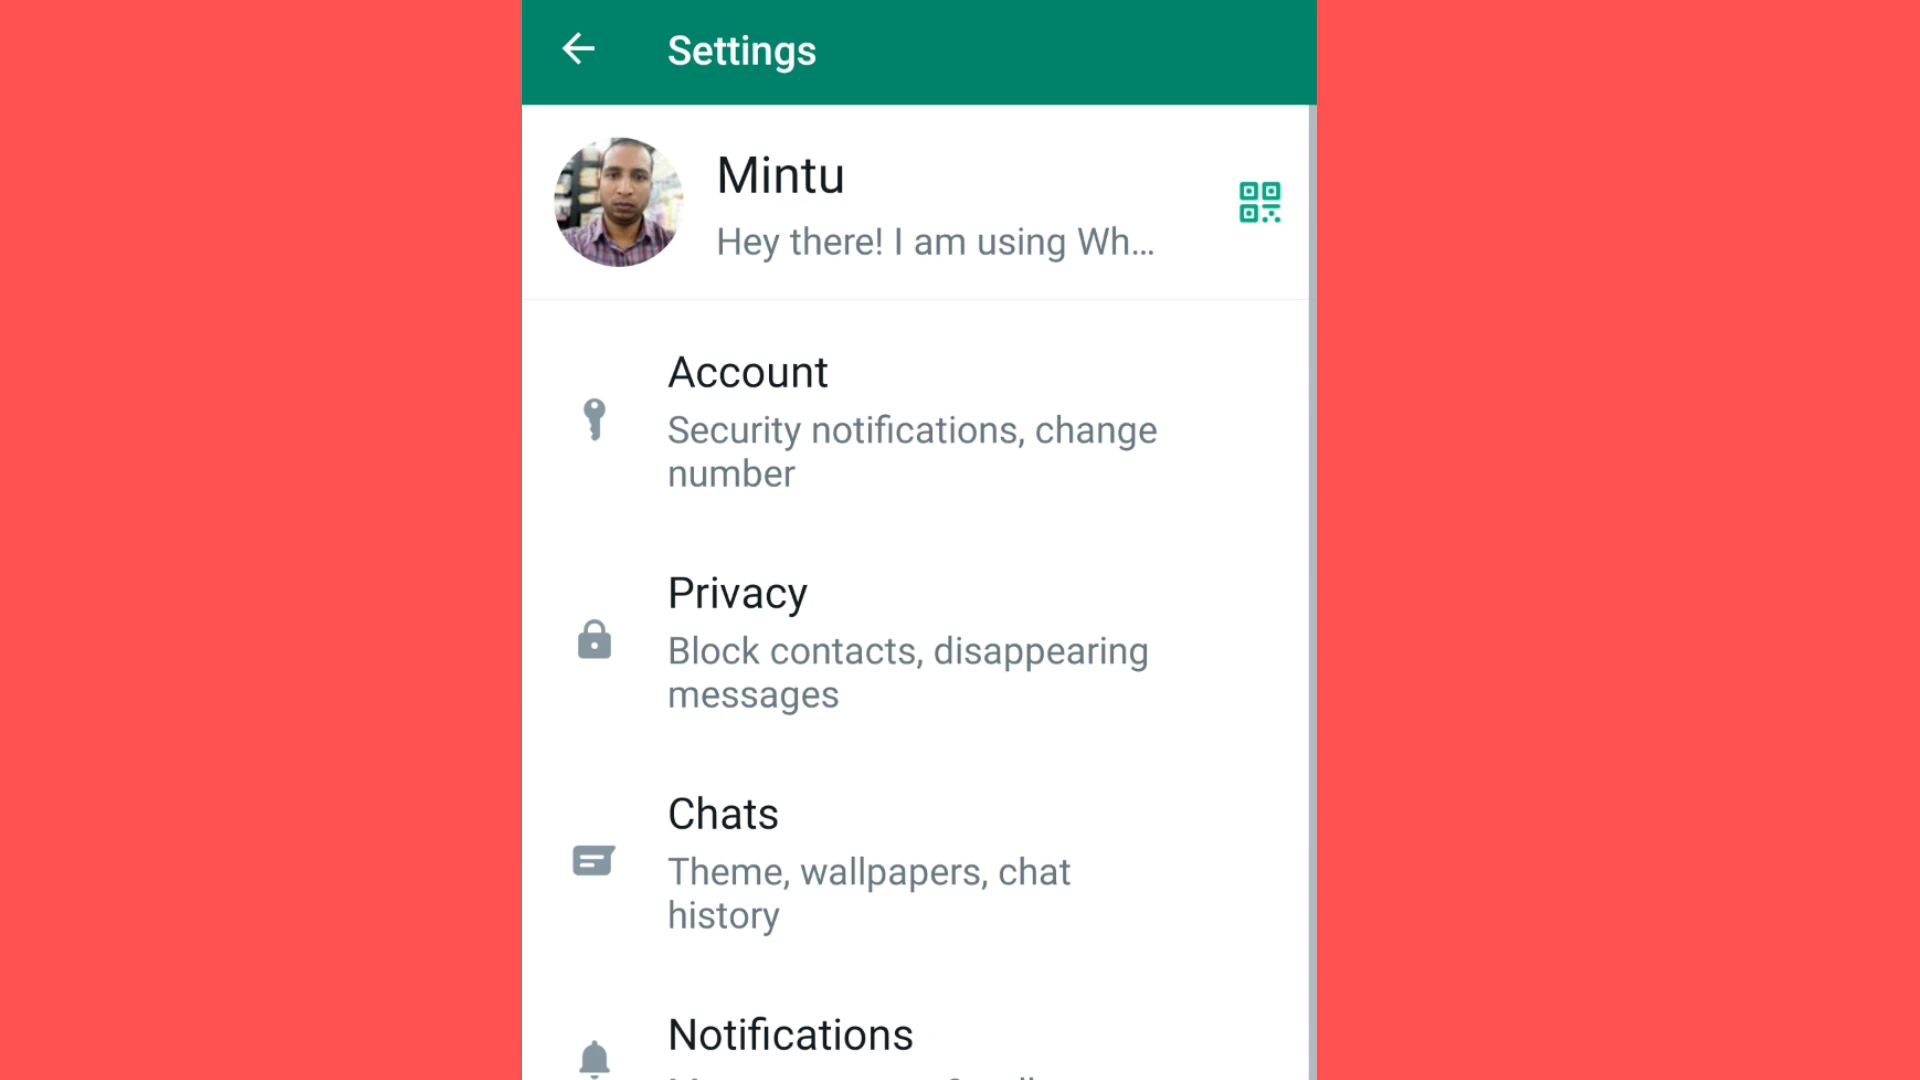 Settings
Mintu
Hey there! I am using Wh...
Account
Security notifications, change
number
Privacy
Block contacts, disappearing
messages
Chats
Theme, wallpapers, chat
history
Notifications